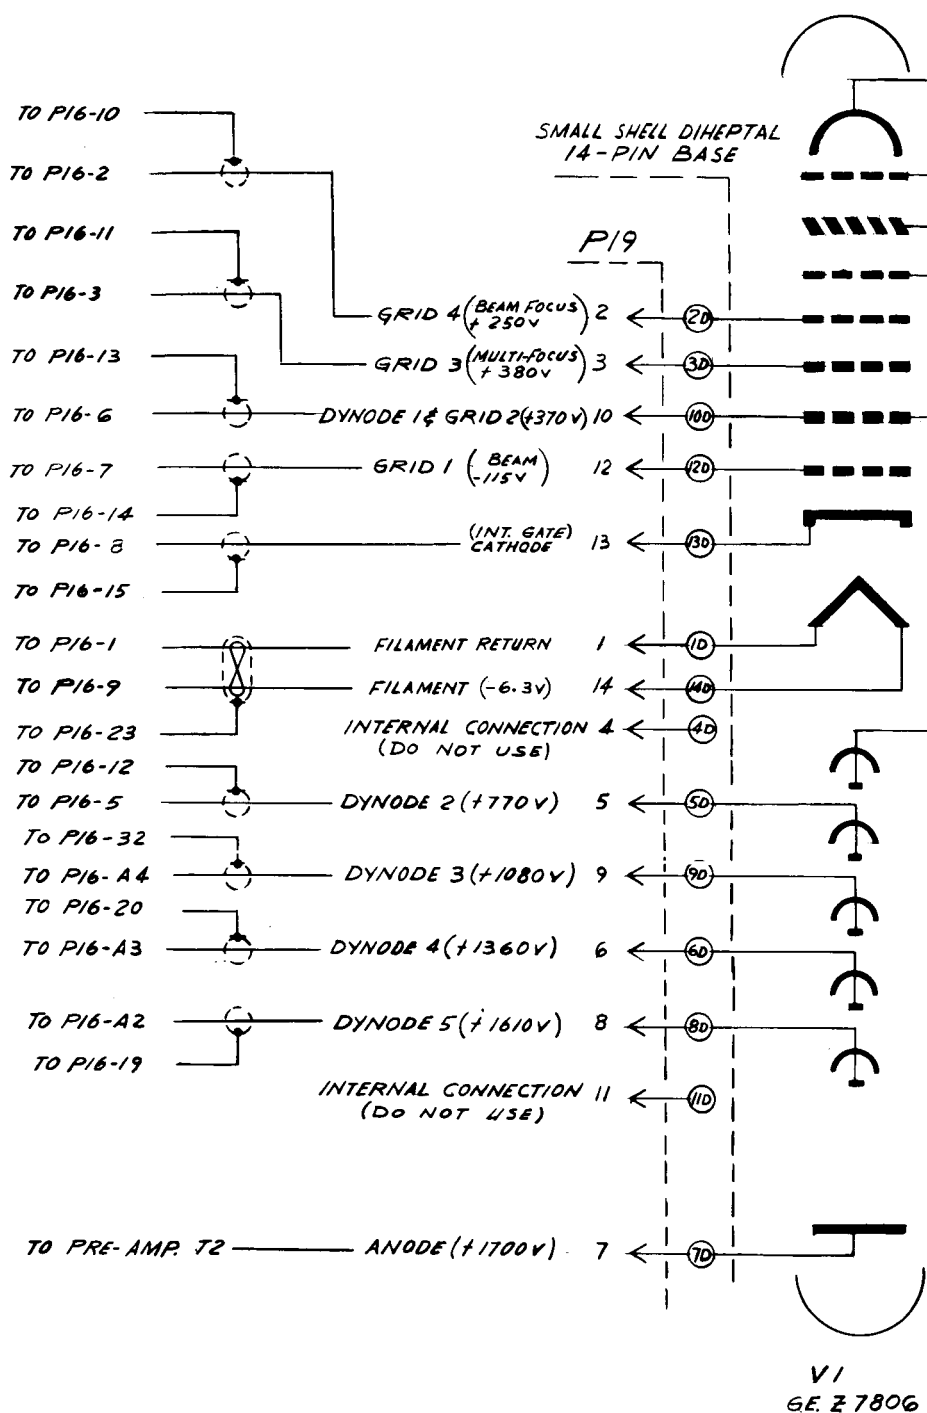 TO P16-10
SMALL SHELL DIHEPTAL
14-PIN BASE
TO P16-2
TO P16-11
P19
TO P16-3
GRID 4 (BEAM FOCUS + 250V) 2 2D
TO P16-13
GRID 3 (MULTI-FOCUS + 380V) 3 3D
TO P16-6 DYNODE 1 & GRID 2 (+370V) 10 10D
TO P16-7 GRID 1 (BEAM -115V) 12 12D
TO P16-14
(INT. GATE)
TO P16-8 CATHODE 13 13D
TO P16-15
TO P16-1 FILAMENT RETURN 1 1D
TO P16-9 FILAMENT (-6.3V) 14 14D
TO P16-23
INTERNAL CONNECTION 4 4D
(DO NOT USE)
TO P16-12
TO P16-5 DYNODE 2 (+770V) 5 5D
TO P16-32
TO P16-A4 DYNODE 3 (+1080V) 9 9D
TO P16-20
TO P16-A3 DYNODE 4 (+1360V) 6 6D
TO P16-A2 DYNODE 5 (+1610V) 8 8D
TO P16-19
INTERNAL CONNECTION 11 11D
(DO NOT USE)
TO PRE-AMP. J2 ANODE (+1700V) 7 7D
V1
G.E. Z 7806